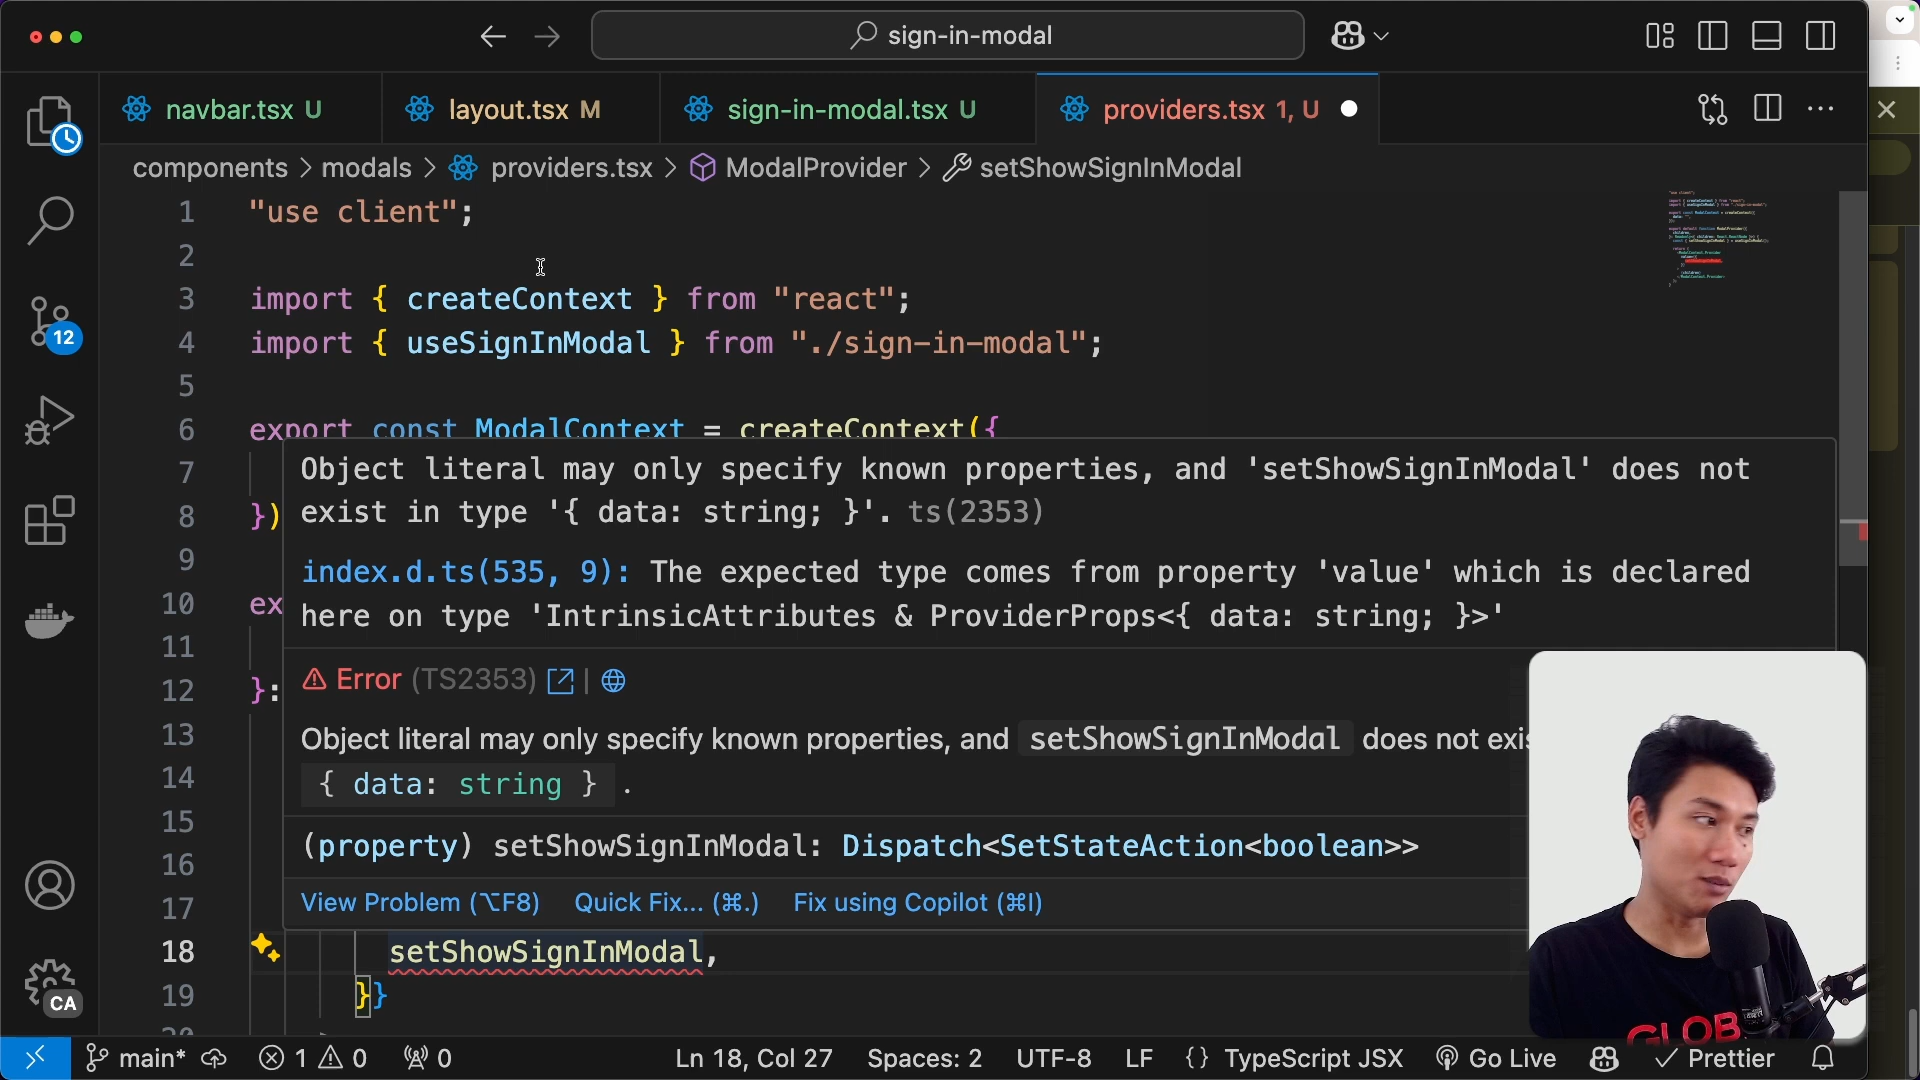 sign-in-modal
navbar.tsx U
layout.tsx M
sign-in-modal.tsx U
providers.tsx 1, U
components > modals > providers.tsx > ModalProvider > setShowSignInModal
1 "use client";
2
3 import { createContext } from "react";
4 import { useSignInModal } from "./sign-in-modal";
5
6 export const ModalContext = createContext({
7
8 })
9
10 ex
11
12 }:
13
14
15
16
17
Object literal may only specify known properties, and 'setShowSignInModal' does not
exist in type '{ data: string; }'. ts(2353)
index.d.ts(535, 9): The expected type comes from property 'value' which is declared
here on type 'IntrinsicAttributes & ProviderProps<{ data: string; }>'
Error (TS2353) |
Object literal may only specify known properties, and setShowSignInModal does not
{ data: string } .
(property) setShowSignInModal: Dispatch<SetStateAction<boolean>>
View Problem (⌥F8) Quick Fix... (⌘.) Fix using Copilot (⌘I)
18 setShowSignInModal,
19 }}
12
CA
GLOB
main* 1 0 0 Ln 18, Col 27 Spaces: 2 UTF-8 LF {} TypeScript JSX Go Live Prettier